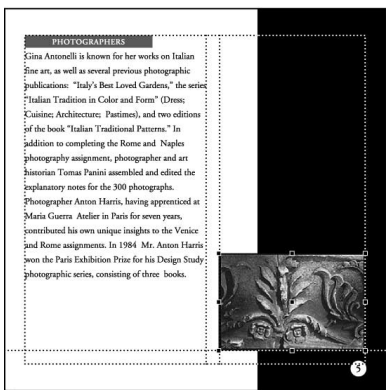 PHOTOGRAPHERS
Gina Antonelli is known for her works on Italian
fine art, as well as several previous photographic
publications: "Italy's Best Loved Gardens," the series
"Italian Tradition in Color and Form" (Dress;
Cuisine; Architecture; Pastimes), and two editions
of the book "Italian Traditional Patterns." In
addition to completing the Rome and Naples
photography assignment, photographer and art
historian Tomas Panini assembled and edited the
explanatory notes for the 300 photographs.
Photographer Anton Harris, having apprenticed at
Maria Guerra Atelier in Paris for seven years,
contributed his own unique insights to the Venice
and Rome assignments. In 1984 Mr. Anton Harris
won the Paris Exhibition Prize for his Design Study
photographic series, consisting of three books.
5